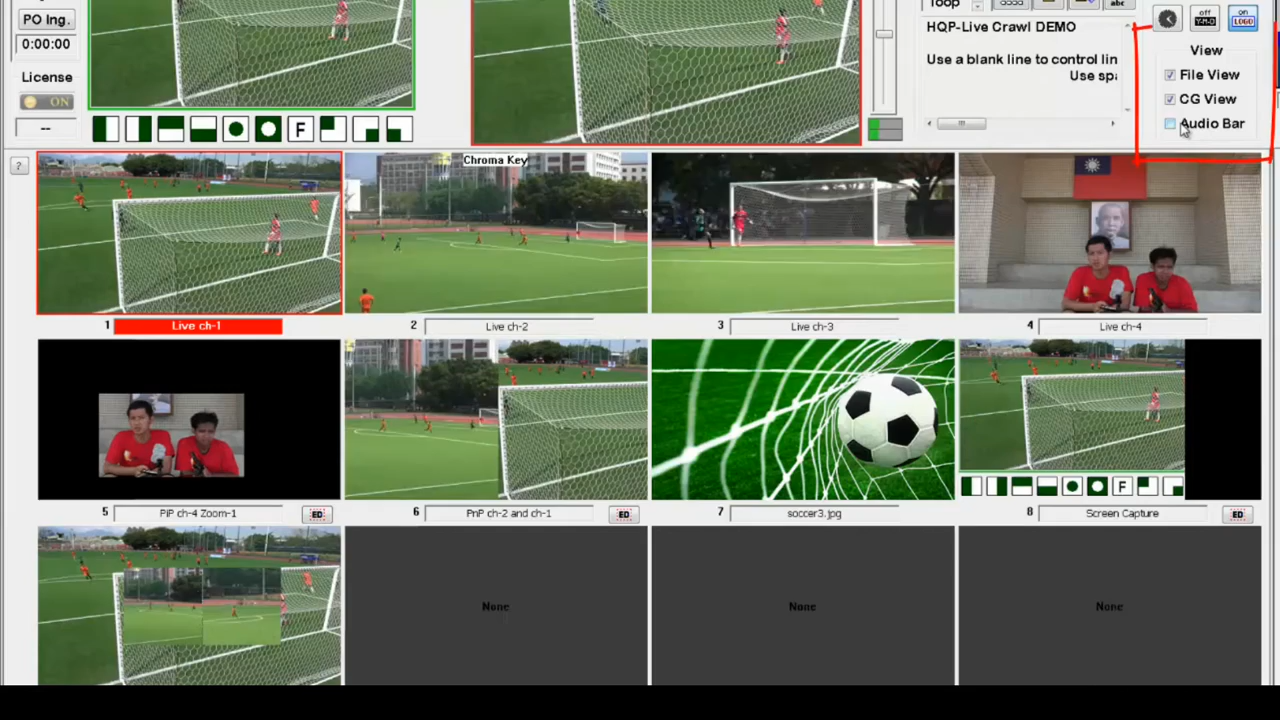 PO Ing.
0:00:00
License
ON
--
F
loop
abc
HQP-Live Crawl DEMO
Use a blank line to control lin
Use spa
off
Y-M-D
on
LOGO
View
File View
CG View
Audio Bar
?
Chroma Key
1 Live ch-1
2 Live ch-2
3 Live ch-3
4 Live ch-4
F
5 PiP ch-4 Zoom-1 ED
6 PnP ch-2 and ch-1 ED
7 soccer3.jpg
8 Screen Capture ED
None
None
None